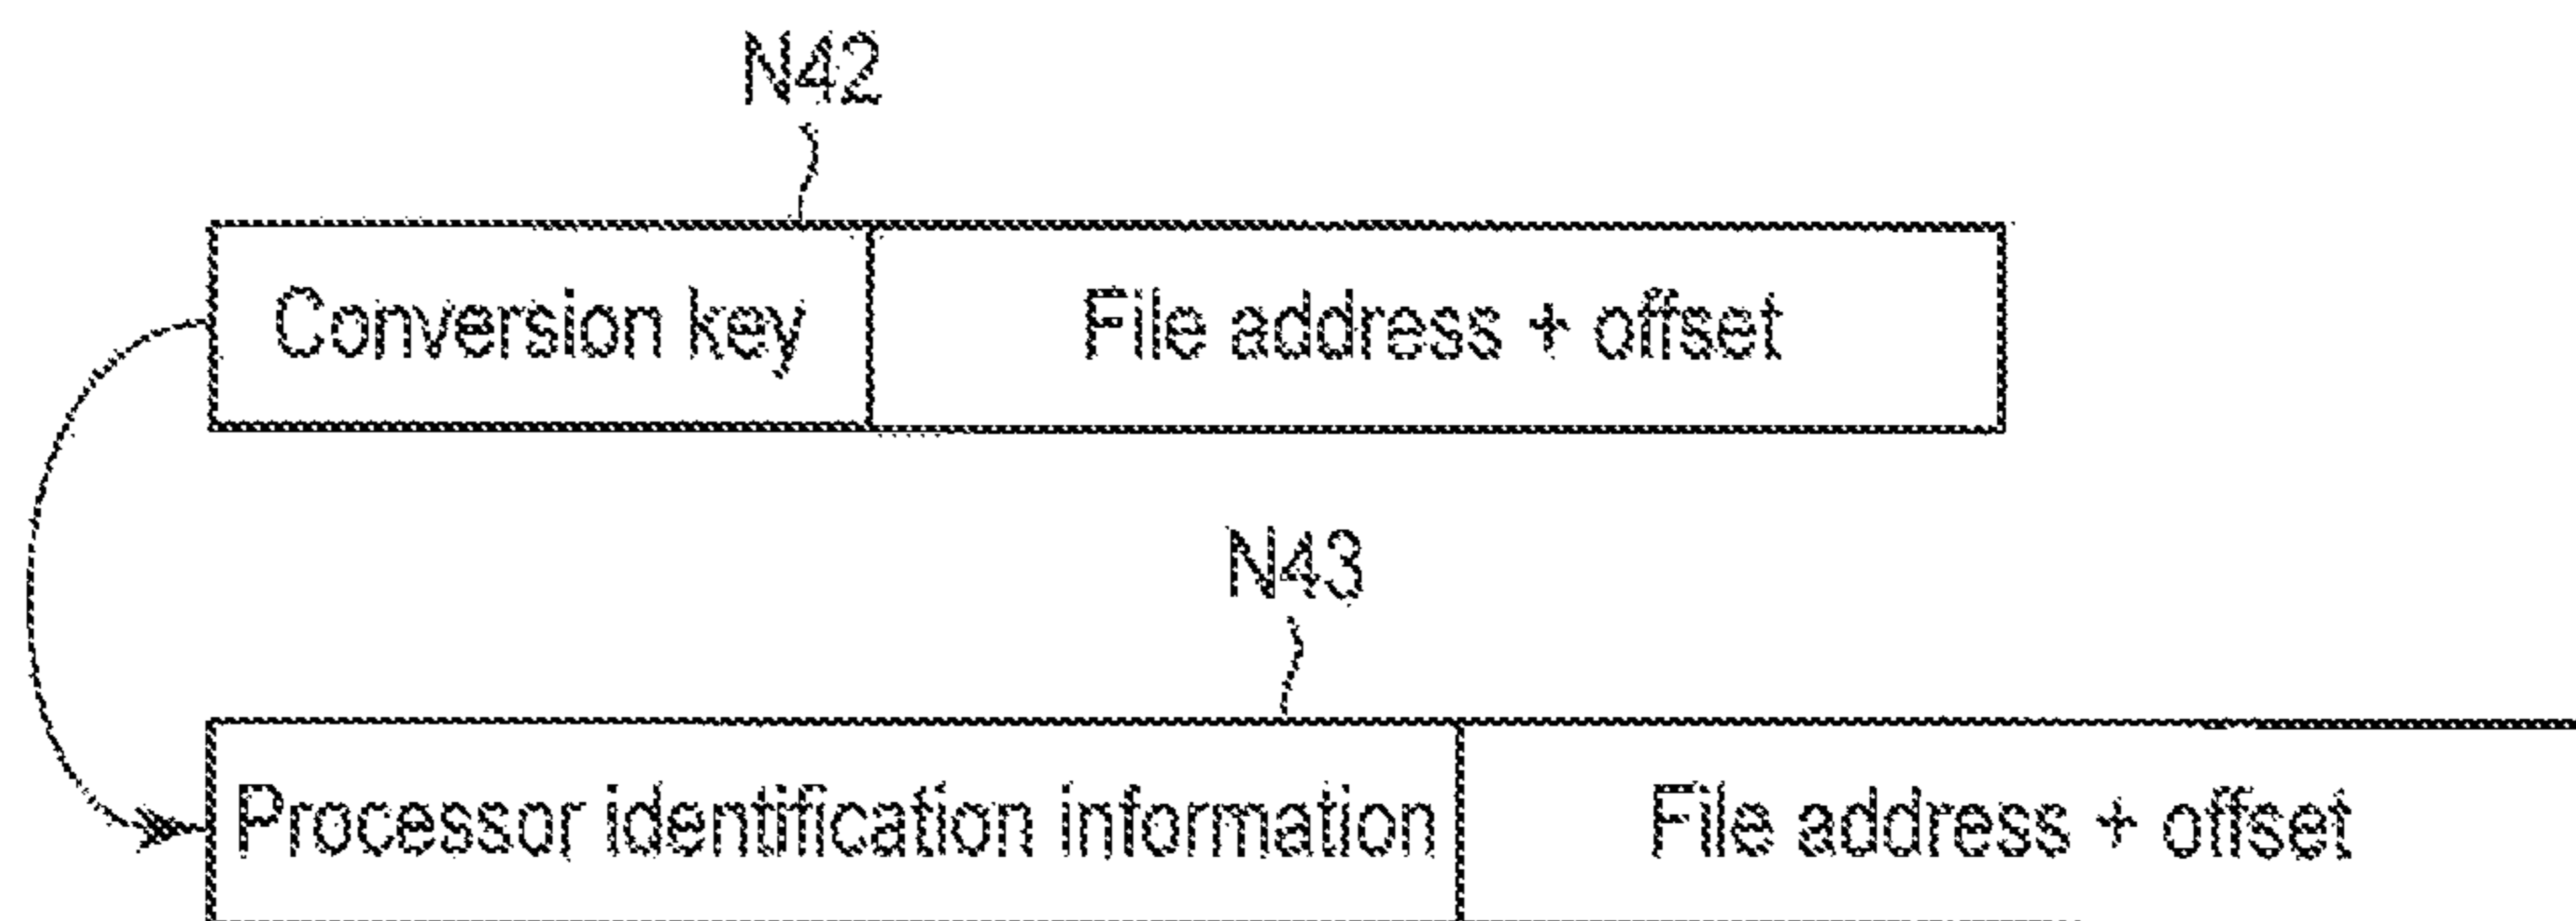 N42
Conversion key File address + offset
N43
Processor identification information File address + offset